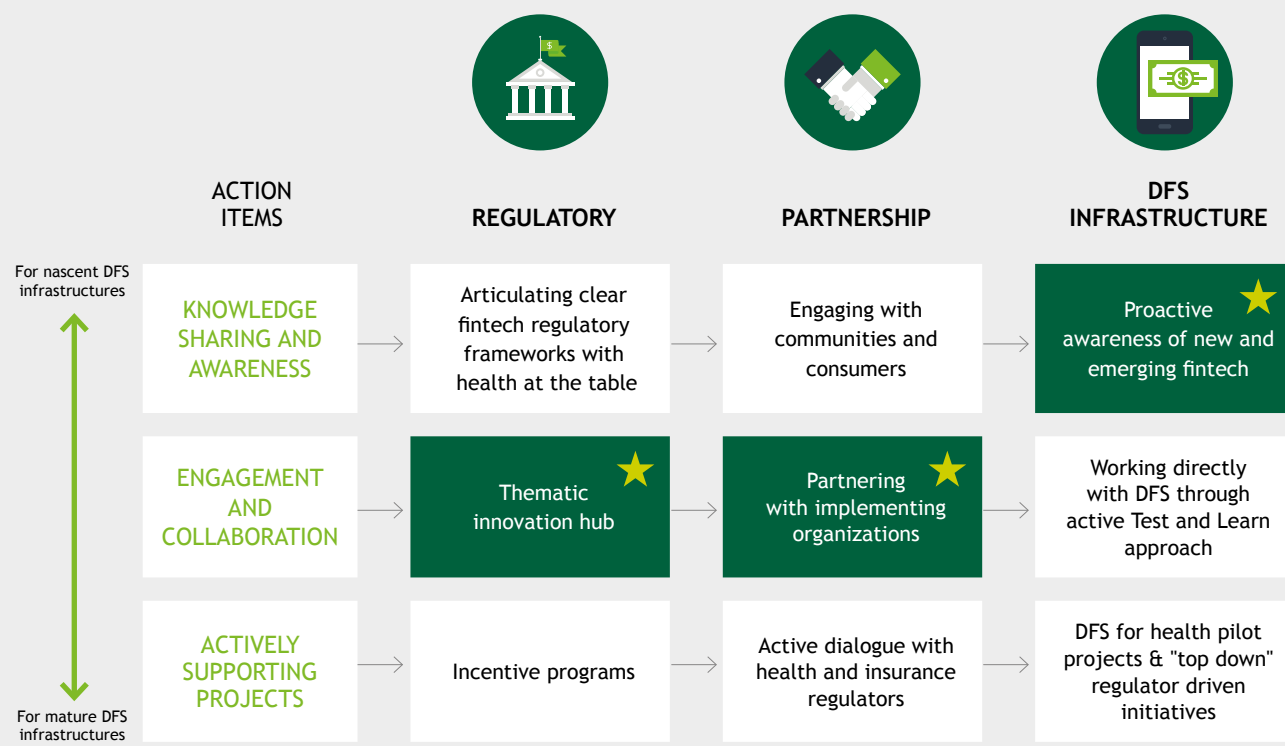 ACTION
ITEMS
REGULATORY
PARTNERSHIP
DFS
INFRASTRUCTURE
For nascent DFS
infrastructures
KNOWLEDGE
SHARING AND
AWARENESS
Articulating clear
fintech regulatory
frameworks with
health at the table
Engaging with
communities and
consumers
Proactive
awareness of new and
emerging fintech
ENGAGEMENT
AND
COLLABORATION
Thematic
innovation hub
Partnering
with implementing
organizations
Working directly
with DFS through
active Test and Learn
approach
ACTIVELY
SUPPORTING
PROJECTS
Incentive programs
Active dialogue with
health and insurance
regulators
DFS for health pilot
projects & "top down"
regulator driven
initiatives
For mature DFS
infrastructures